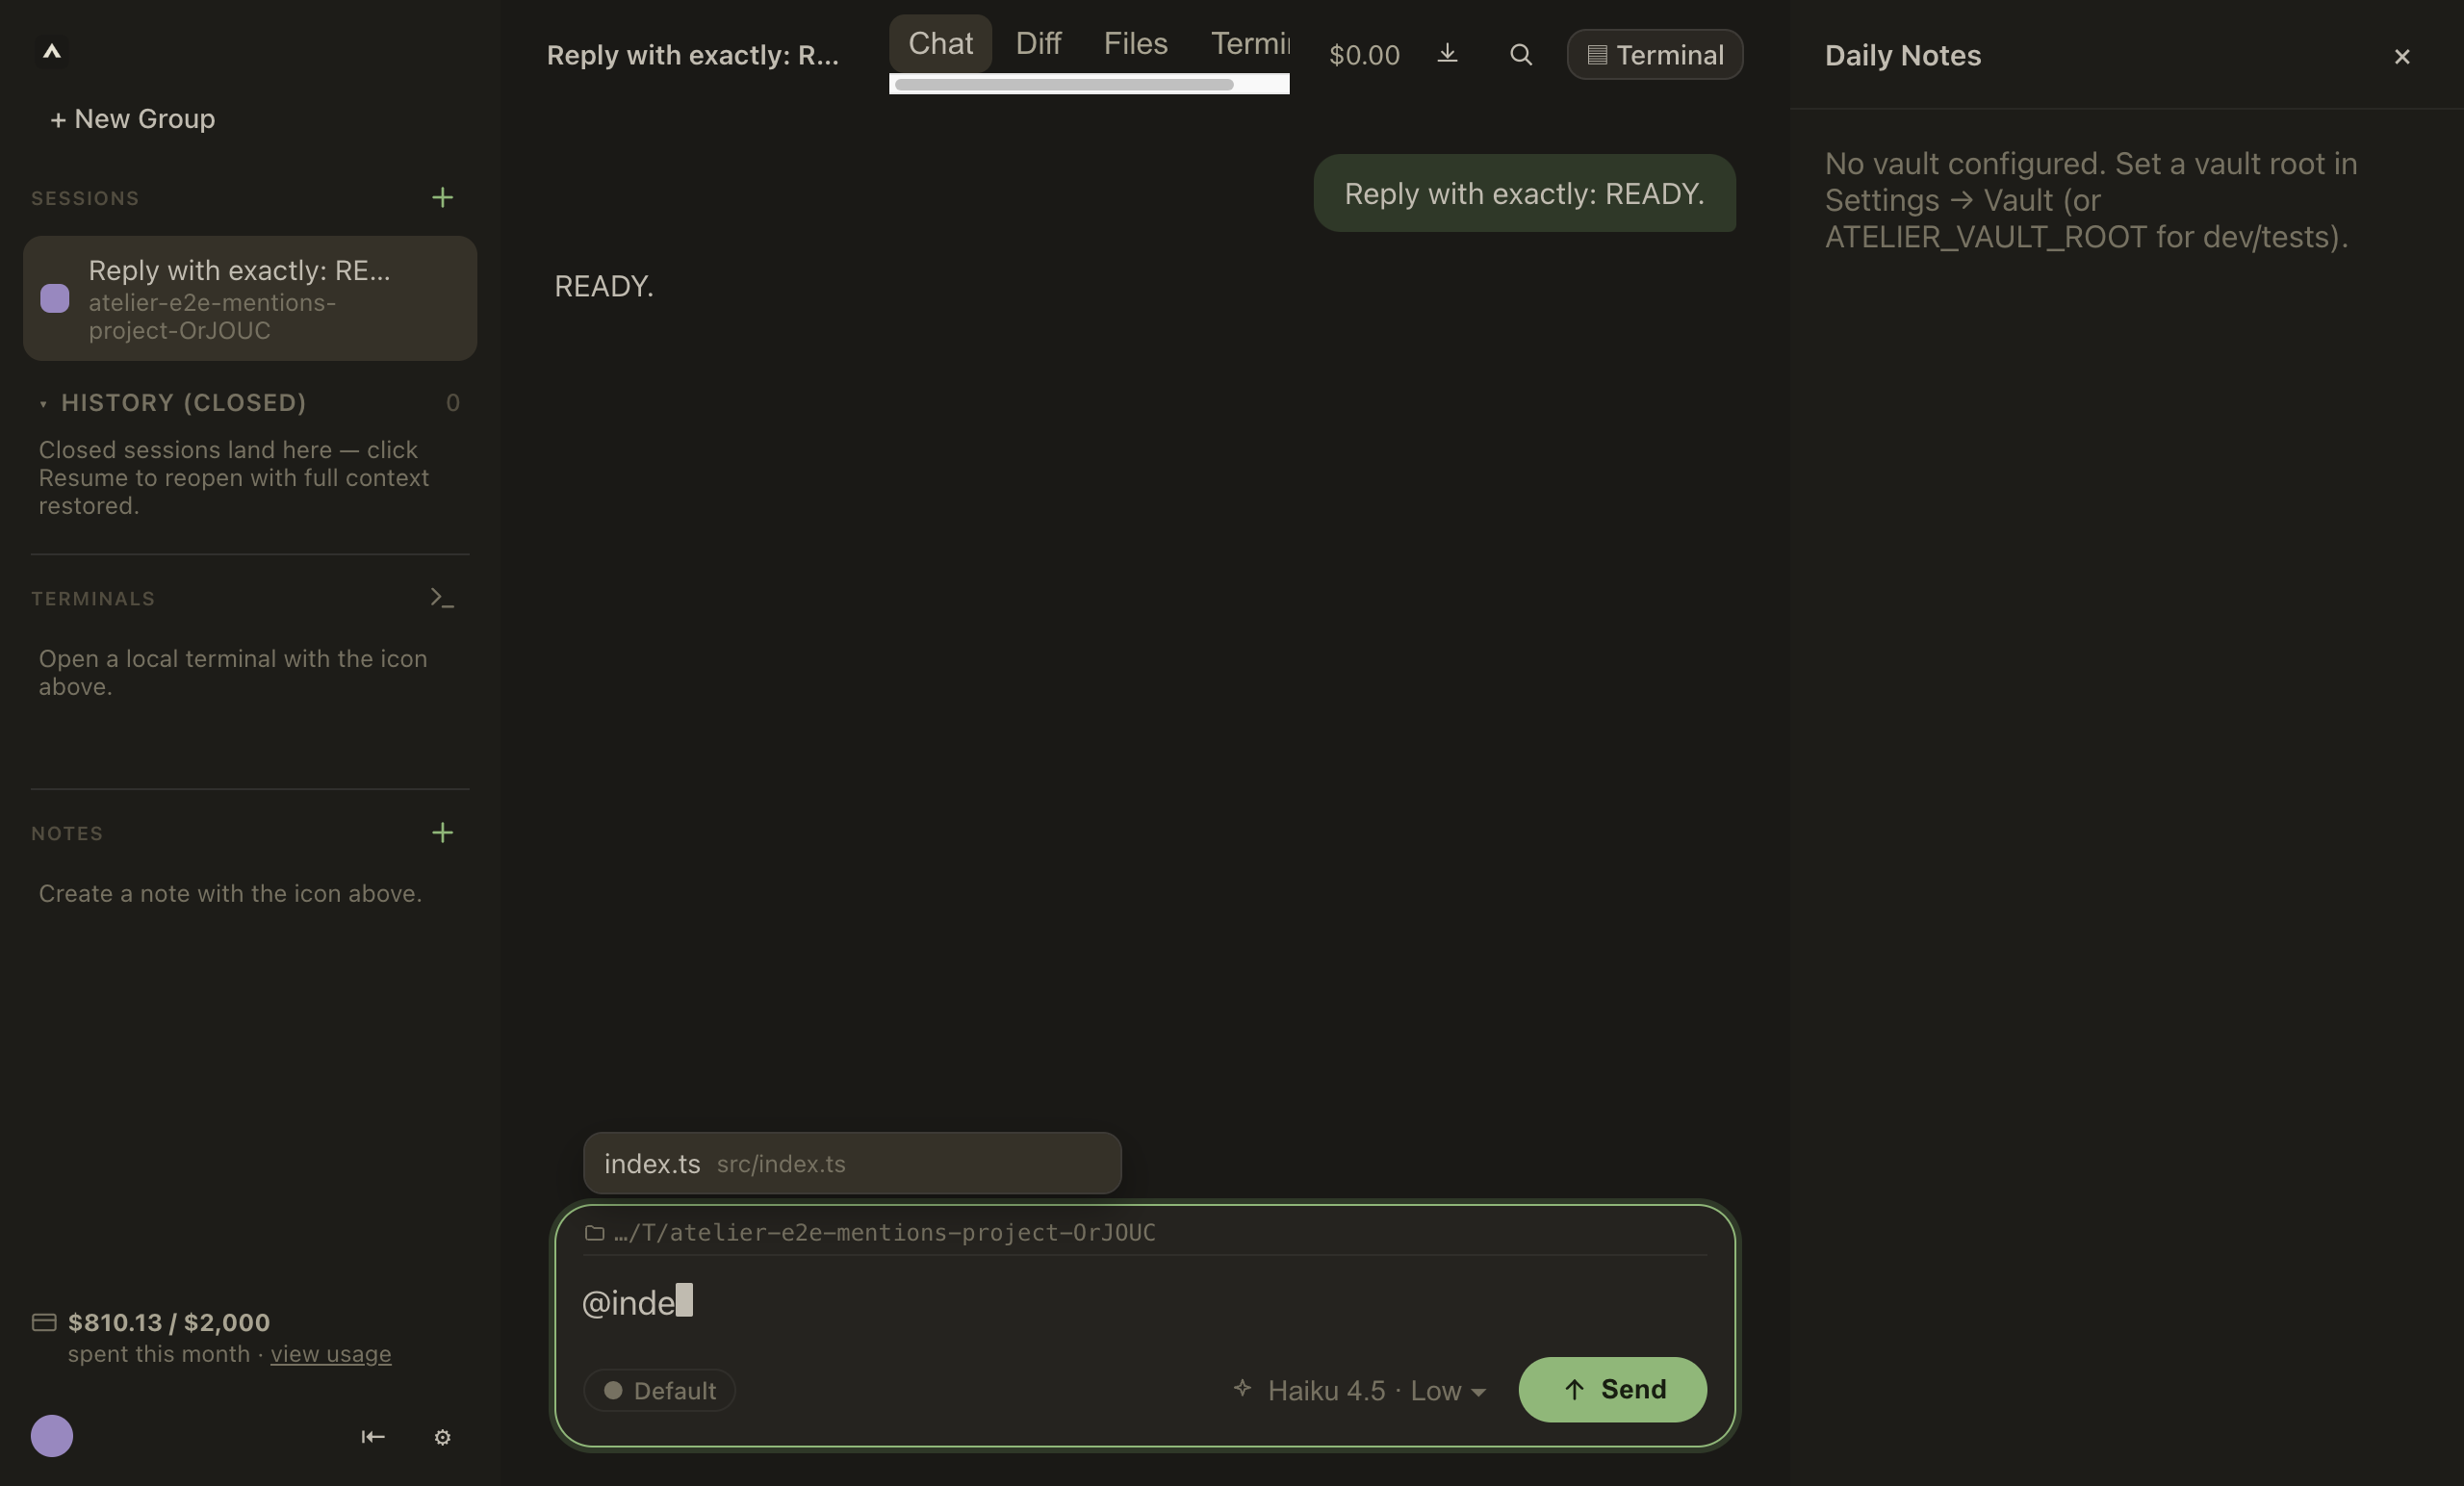 + New Group
SESSIONS
Reply with exactly: RE...
atelier-e2e-mentions-
project-OrJOUC
HISTORY (CLOSED) 0
Closed sessions land here — click
Resume to reopen with full context
restored.
TERMINALS
Open a local terminal with the icon
above.
NOTES
Create a note with the icon above.
$810.13 / $2,000
spent this month · view usage
Reply with exactly: R...
Chat Diff Files Termi
$0.00
Terminal
Reply with exactly: READY.
READY.
index.ts src/index.ts
…/T/atelier-e2e-mentions-project-OrJOUC
@inde
Default
Haiku 4.5 · Low
Send
Daily Notes
No vault configured. Set a vault root in
Settings → Vault (or
ATELIER_VAULT_ROOT for dev/tests).